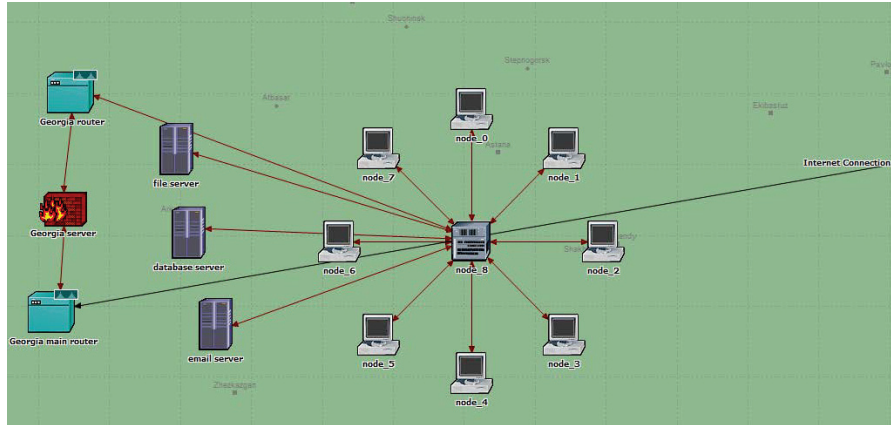 Shuchinsk
Stepnogorsk
Atbasar
Ekibastuz
Georgia router
node_0
Astana
file server
node_7
node_1
Internet Connection
Georgia server
database server
node_6
node_8
node_2
Georgia main router
email server
node_5
node_3
node_4
Zhezkazgan